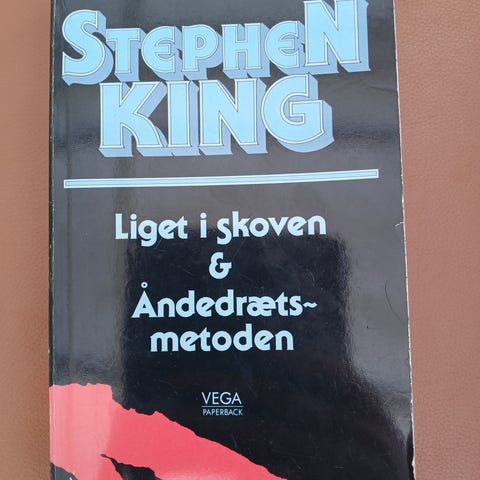 STEPHEN
KING
Liget i skoven
&
Åndedræts~
metoden
VEGA
PAPERBACK